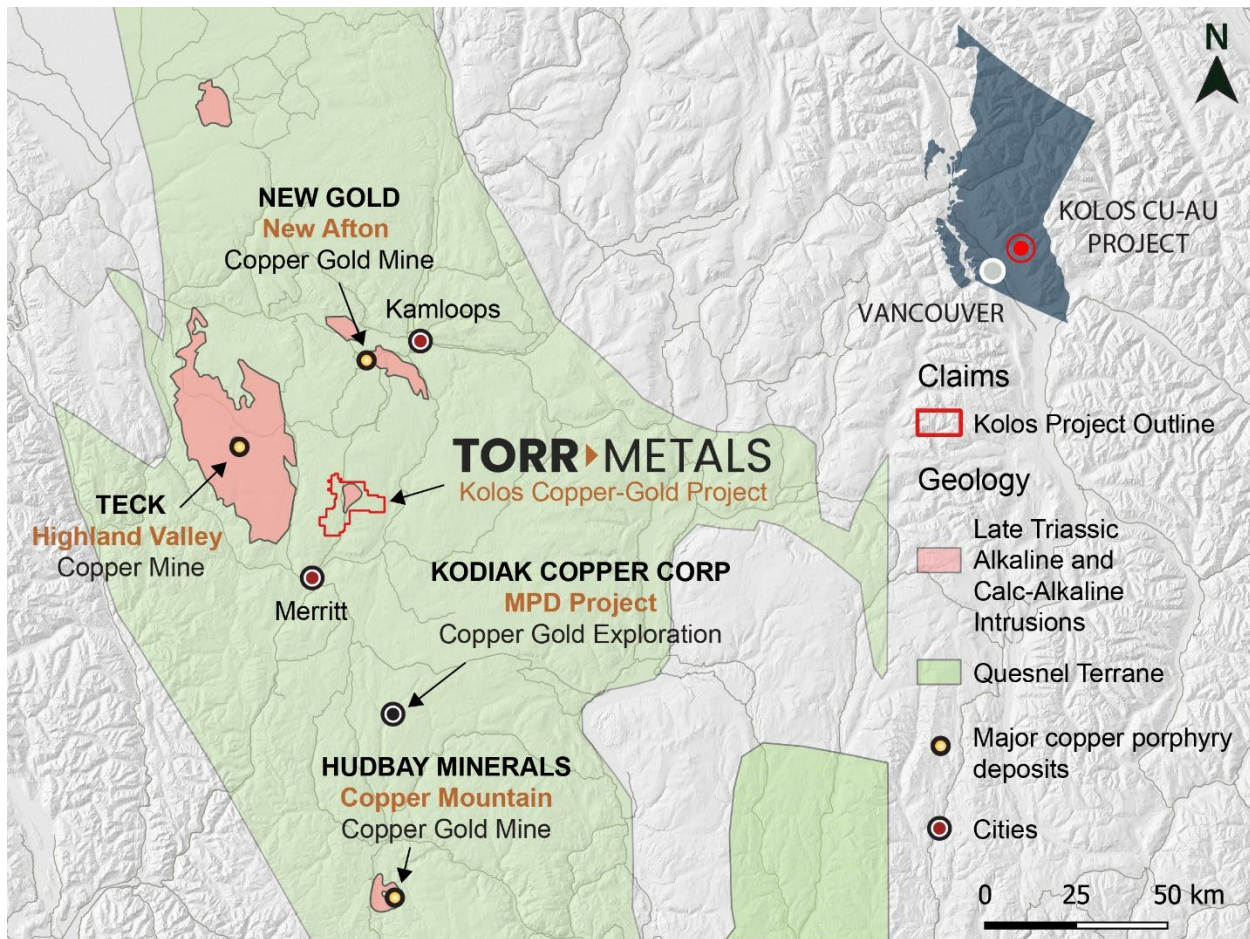 N
KOLOS CU-AU
PROJECT
VANCOUVER
NEW GOLD
New Afton
Copper Gold Mine
Kamloops
TORR METALS
Kolos Copper-Gold Project
TECK
Highland Valley
Copper Mine
Merritt
KODIAK COPPER CORP
MPD Project
Copper Gold Exploration
HUDBAY MINERALS
Copper Mountain
Copper Gold Mine
Claims
Kolos Project Outline
Geology
Late Triassic
Alkaline and
Calc-Alkaline
Intrusions
Quesnel Terrane
Major copper porphyry
deposits
Cities
0 25 50 km